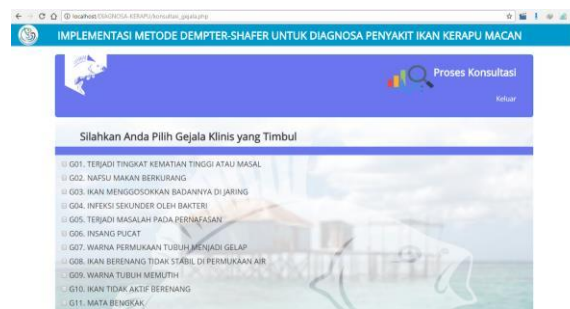 localhost/DIAGNOSA-KERAPU/konsultasi_gejala.php
IMPLEMENTASI METODE DEMPTER-SHAFER UNTUK DIAGNOSA PENYAKIT IKAN KERAPU MACAN
Proses Konsultasi
Keluar
Silahkan Anda Pilih Gejala Klinis yang Timbul
G01. TERJADI TINGKAT KEMATIAN TINGGI ATAU MASAL
G02. NAFSU MAKAN BERKURANG
G03. IKAN MENGGOSOKKAN BADANNYA DI JARING
G04. INFEKSI SEKUNDER OLEH BAKTERI
G05. TERJADI MASALAH PADA PERNAFASAN
G06. INSANG PUCAT
G07. WARNA PERMUKAAN TUBUH MENJADI GELAP
G08. IKAN BERENANG TIDAK STABIL DI PERMUKAAN AIR
G09. WARNA TUBUH MEMUTIH
G10. IKAN TIDAK AKTIF BERENANG
G11. MATA BENGKAK